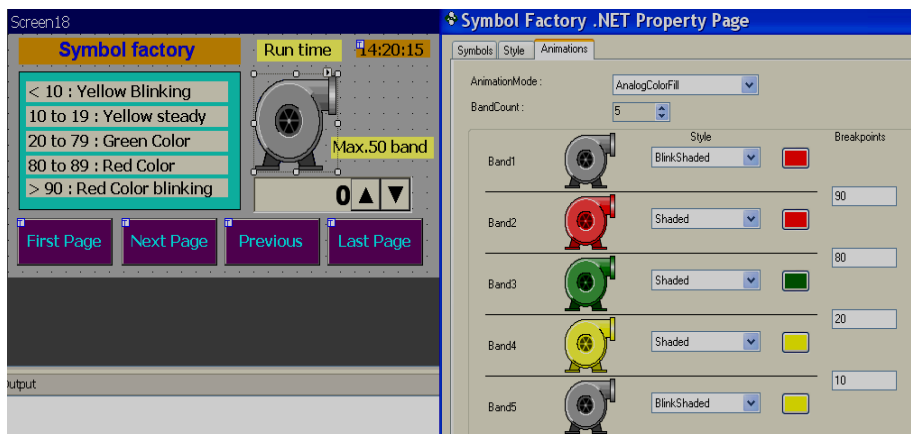 Screen18
Symbol factory
Run time
14:20:15
< 10 : Yellow Blinking
10 to 19 : Yellow steady
20 to 79 : Green Color
80 to 89 : Red Color
> 90 : Red Color blinking
Max.50 band
0
First Page
Next Page
Previous
Last Page
Output
Symbol Factory .NET Property Page
Symbols
Style
Animations
AnimationMode :
AnalogColorFill
BandCount :
5
Style
Breakpoints
Band1
BlinkShaded
90
Band2
Shaded
80
Band3
Shaded
20
Band4
Shaded
10
Band5
BlinkShaded